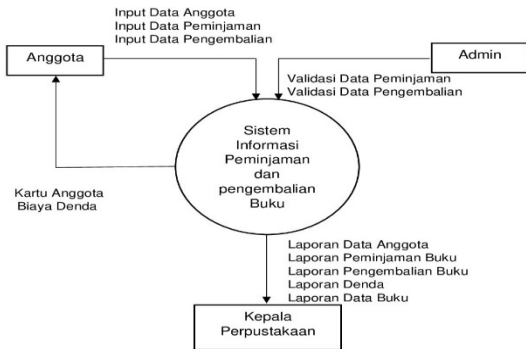 Input Data Anggota
Input Data Peminjaman
Input Data Pengembalian
Anggota
Admin
Validasi Data Peminjaman
Validasi Data Pengembalian
Sistem
Informasi
Peminjaman
dan
pengembalian
Buku
Kartu Anggota
Biaya Denda
Laporan Data Anggota
Laporan Peminjaman Buku
Laporan Pengembalian Buku
Laporan Denda
Laporan Data Buku
Kepala
Perpustakaan